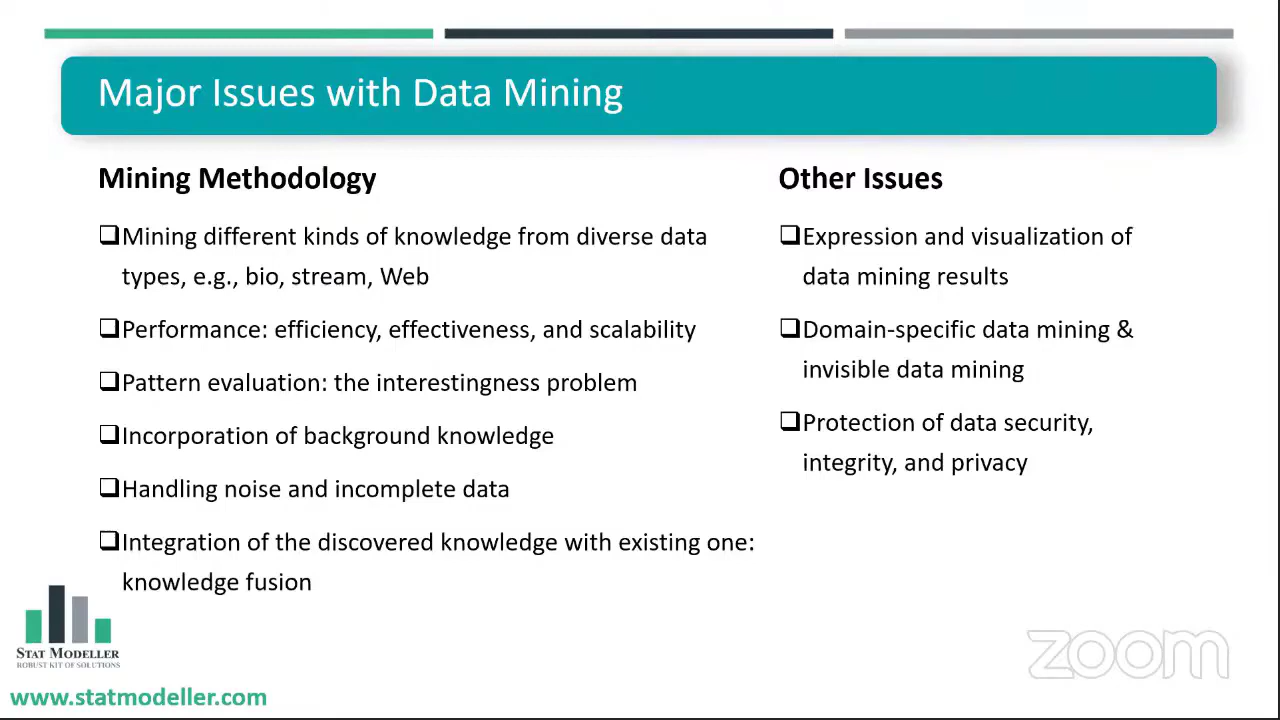 Major Issues with Data Mining
Mining Methodology
Mining different kinds of knowledge from diverse data
types, e.g., bio, stream, Web
Performance: efficiency, effectiveness, and scalability
Pattern evaluation: the interestingness problem
Incorporation of background knowledge
Handling noise and incomplete data
Integration of the discovered knowledge with existing one:
knowledge fusion
Other Issues
Expression and visualization of
data mining results
Domain-specific data mining &
invisible data mining
Protection of data security,
integrity, and privacy
STAT MODELLER
ROBUST KIT OF SOLUTIONS
www.statmodeller.com
zoom